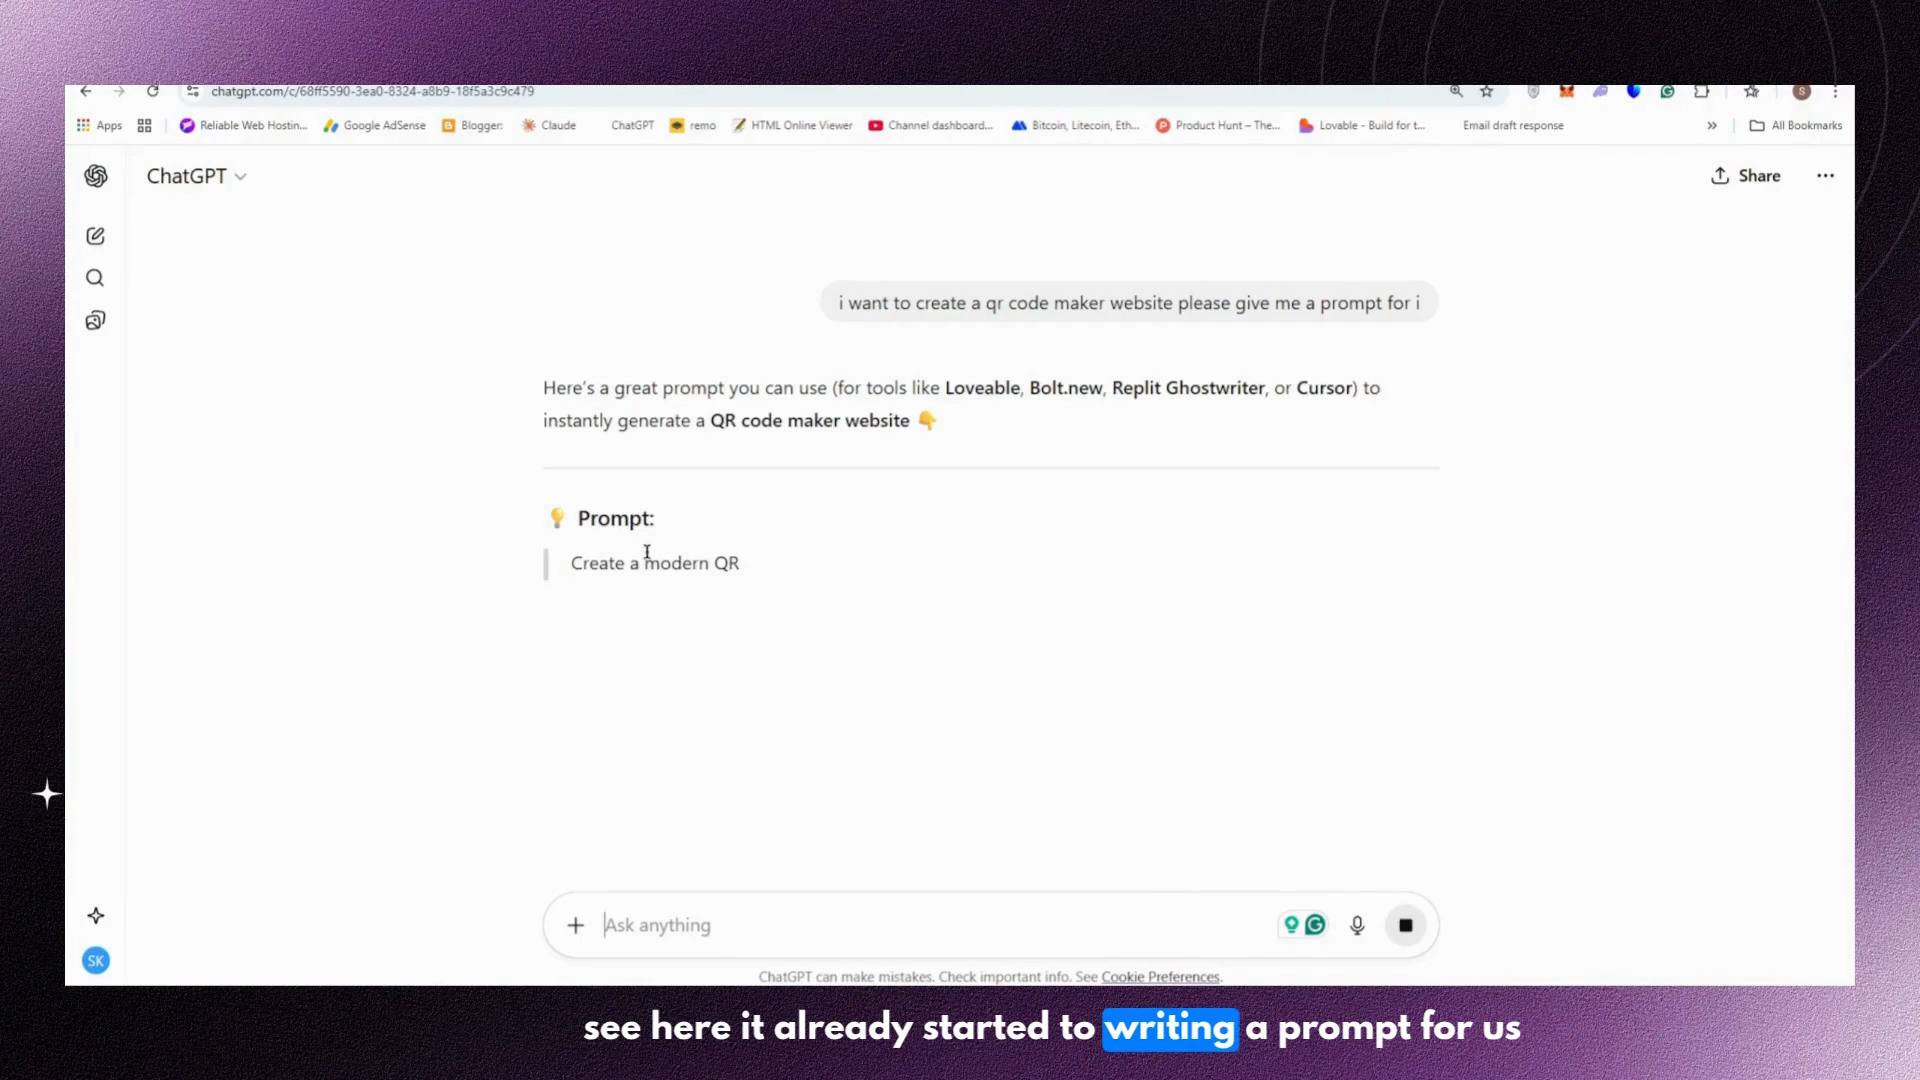 chatgpt.com/c/68ff5590-3ea0-8324-a8b9-18f5a3c9c479
S
Apps Reliable Web Hostin... Google AdSense Blogger: Claude ChatGPT remo HTML Online Viewer Channel dashboard... Bitcoin, Litecoin, Eth... Product Hunt – The... Lovable - Build for t... Email draft response » All Bookmarks
ChatGPT Share
i want to create a qr code maker website please give me a prompt for i
Here's a great prompt you can use (for tools like Loveable, Bolt.new, Replit Ghostwriter, or Cursor) to
instantly generate a QR code maker website 👇
💡 Prompt:
Create a modern QR
Ask anything
SK
ChatGPT can make mistakes. Check important info. See Cookie Preferences.
see here it already started to writing a prompt for us